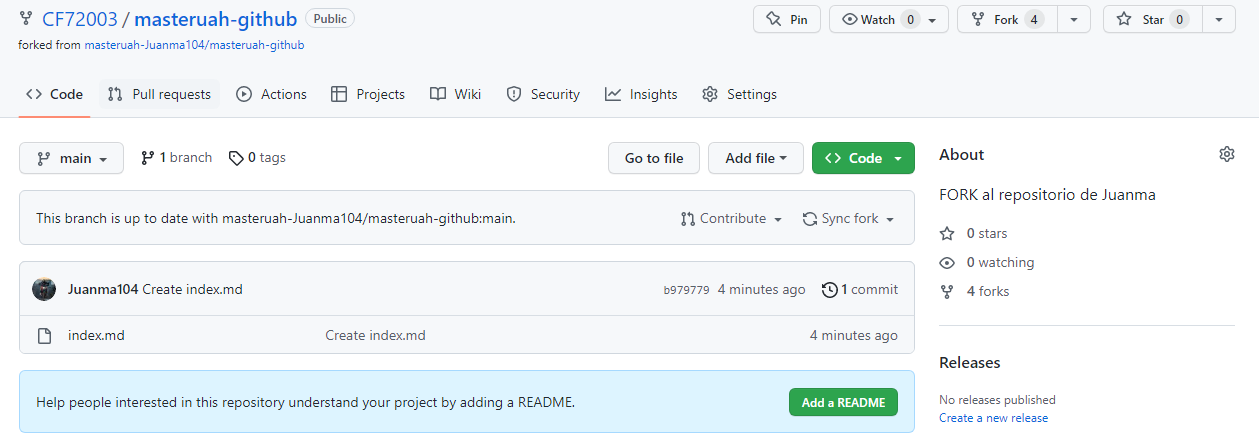 CF72003 / masteruah-github Public Pin Watch 0 Fork 4 Star 0
forked from masteruah-Juanma104/masteruah-github
Code Pull requests Actions Projects Wiki Insights Security Insights Settings
main 1 branch 0 tags Go to file Add file Code
This branch is up to date with masteruah-Juanma104/masteruah-github:main. Contribute Sync fork
Juanma104 Create index.md b979779 4 minutes ago 1 commit
index.md Create index.md 4 minutes ago
Help people interested in this repository understand your project by adding a README. Add a README
About
FORK al repositorio de Juanma
0 stars
0 watching
4 forks
Releases
No releases published
Create a new release